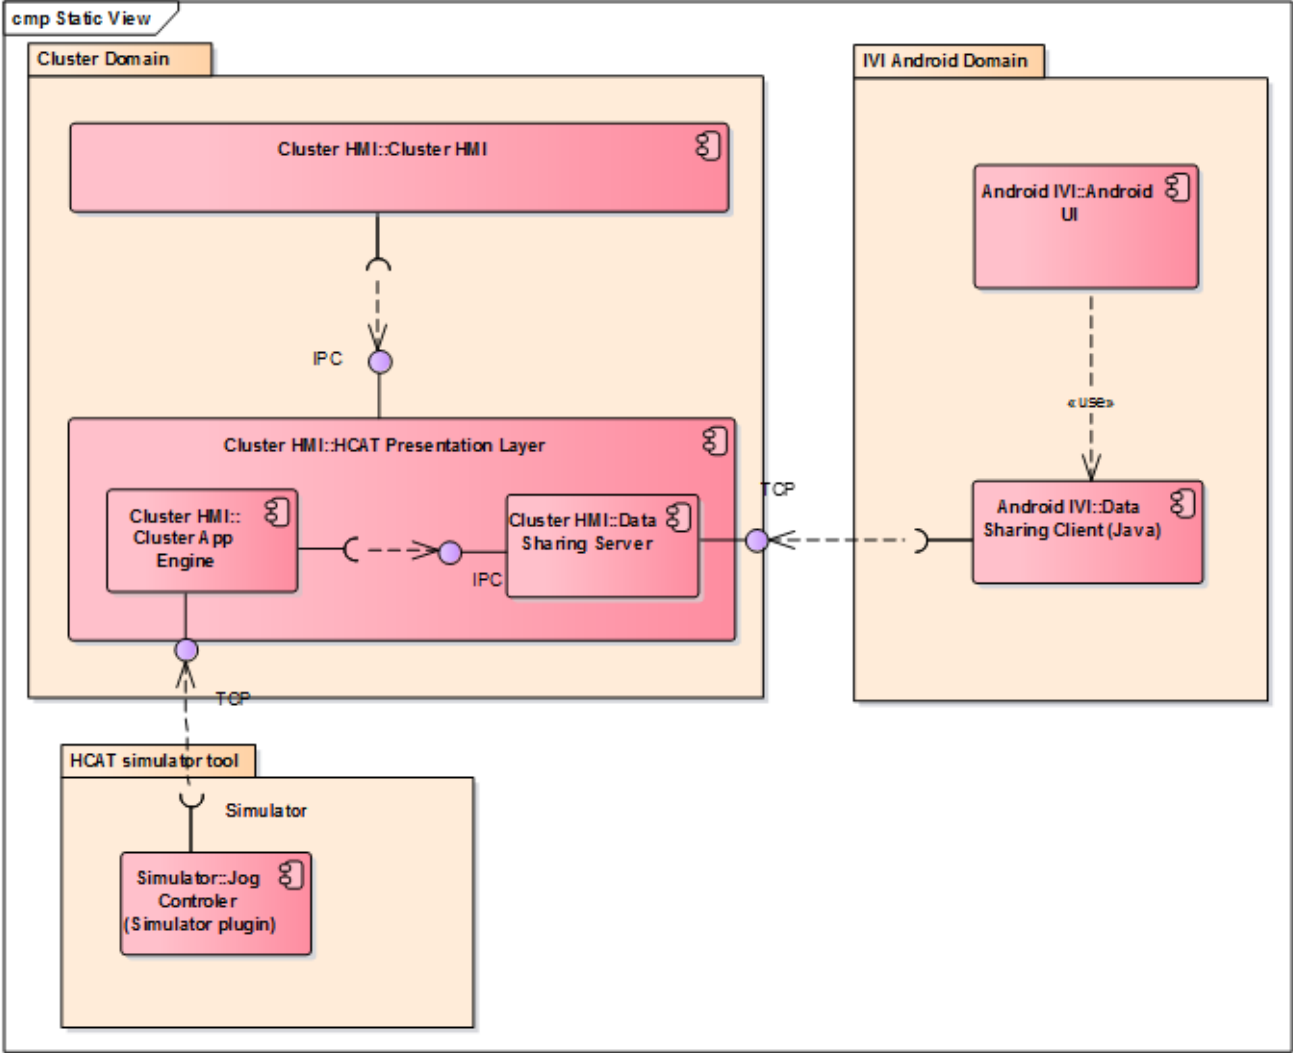 cmp Static View
Cluster Domain
IVI Android Domain
Cluster HMI::Cluster HMI
Android IVI::Android
UI
IPC
«use»
Cluster HMI::HCAT Presentation Layer
TCP
Cluster HMI::
Cluster App
Engine
Cluster HMI::Data
Sharing Server
IPC
Android IVI::Data
Sharing Client (Java)
TCP
HCAT simulator tool
Simulator
Simulator::Jog
Controler
(Simulator plugin)